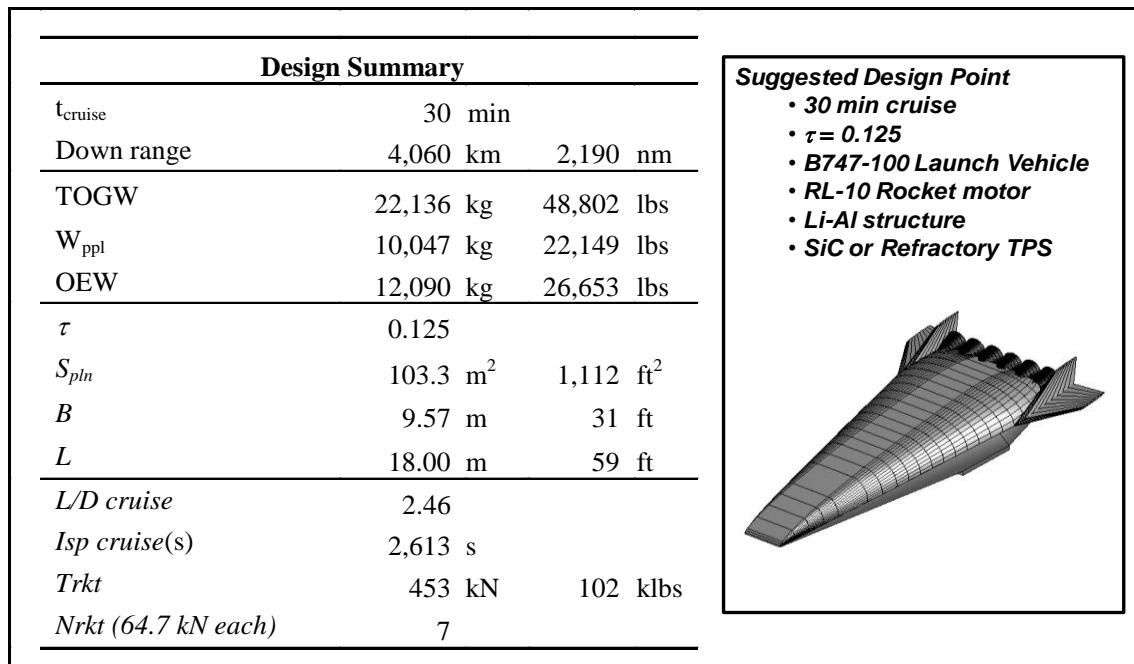 Design Summary
t_cruise 30 min
Down range 4,060 km 2,190 nm
TOGW 22,136 kg 48,802 lbs
W_ppl 10,047 kg 22,149 lbs
OEW 12,090 kg 26,653 lbs
τ 0.125
S_pln 103.3 m² 1,112 ft²
B 9.57 m 31 ft
L 18.00 m 59 ft
L/D cruise 2.46
Isp cruise(s) 2,613 s
Trkt 453 kN 102 klbs
Nrkt (64.7 kN each) 7
Suggested Design Point
• 30 min cruise
• τ = 0.125
• B747-100 Launch Vehicle
• RL-10 Rocket motor
• Li-Al structure
• SiC or Refractory TPS